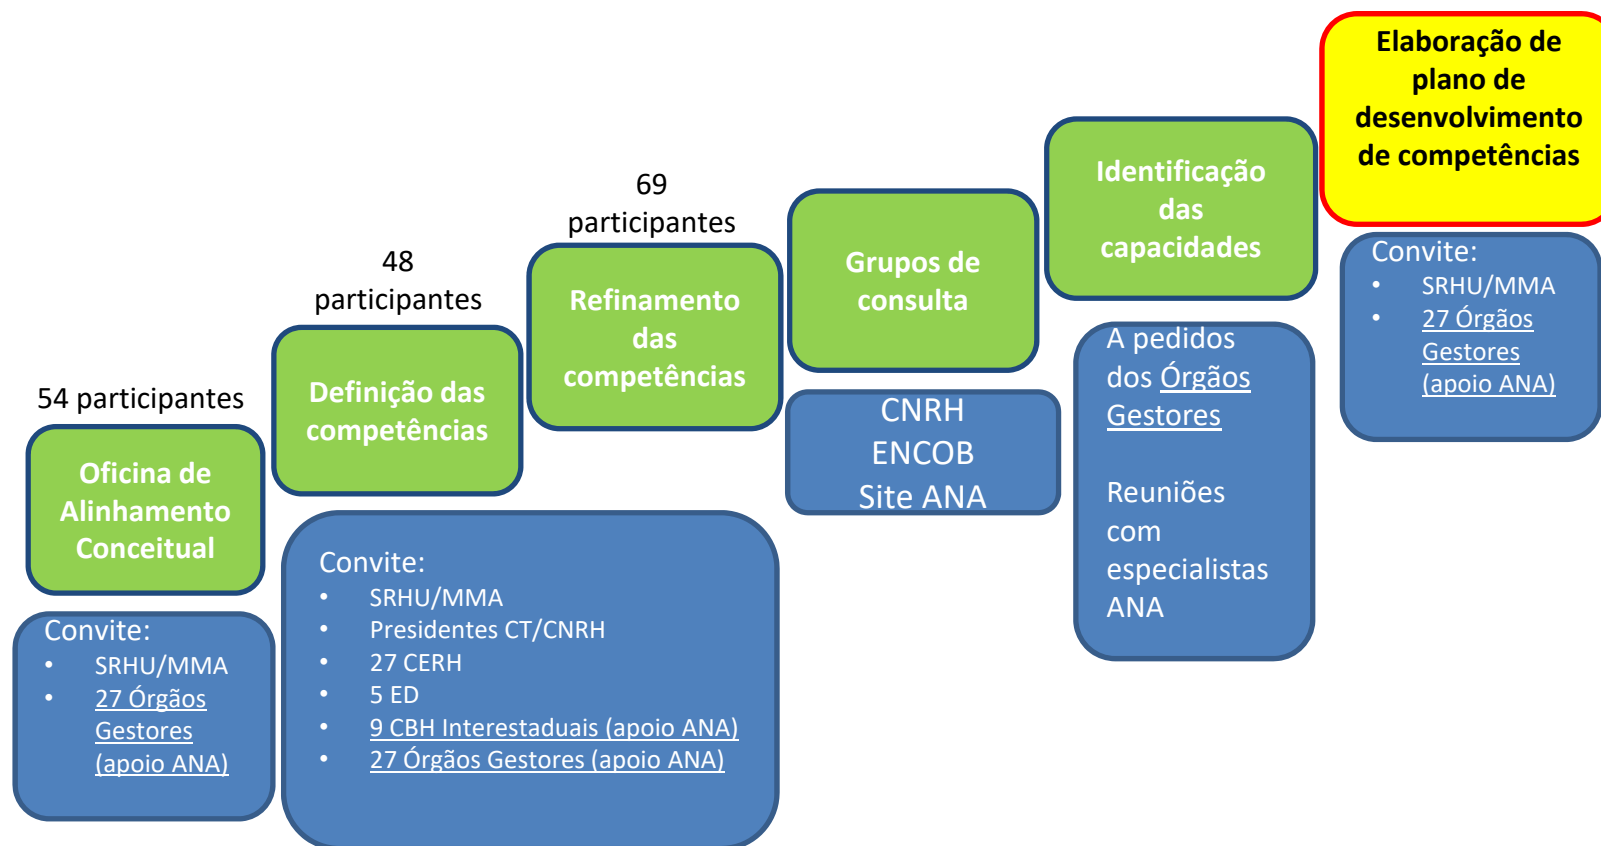 54 participantes
Oficina de
Alinhamento
Conceitual
Convite:
• SRHU/MMA
• 27 Órgãos
Gestores
(apoio ANA)
48
participantes
Definição das
competências
69
participantes
Refinamento
das
competências
Convite:
• SRHU/MMA
• Presidentes CT/CNRH
• 27 CERH
• 5 ED
• 9 CBH Interestaduais (apoio ANA)
• 27 Órgãos Gestores (apoio ANA)
Grupos de
consulta
CNRH
ENCOB
Site ANA
Identificação
das
capacidades
A pedidos
dos Órgãos
Gestores
Reuniões
com
especialistas
ANA
Elaboração de
plano de
desenvolvimento
de competências
Convite:
• SRHU/MMA
• 27 Órgãos
Gestores
(apoio ANA)